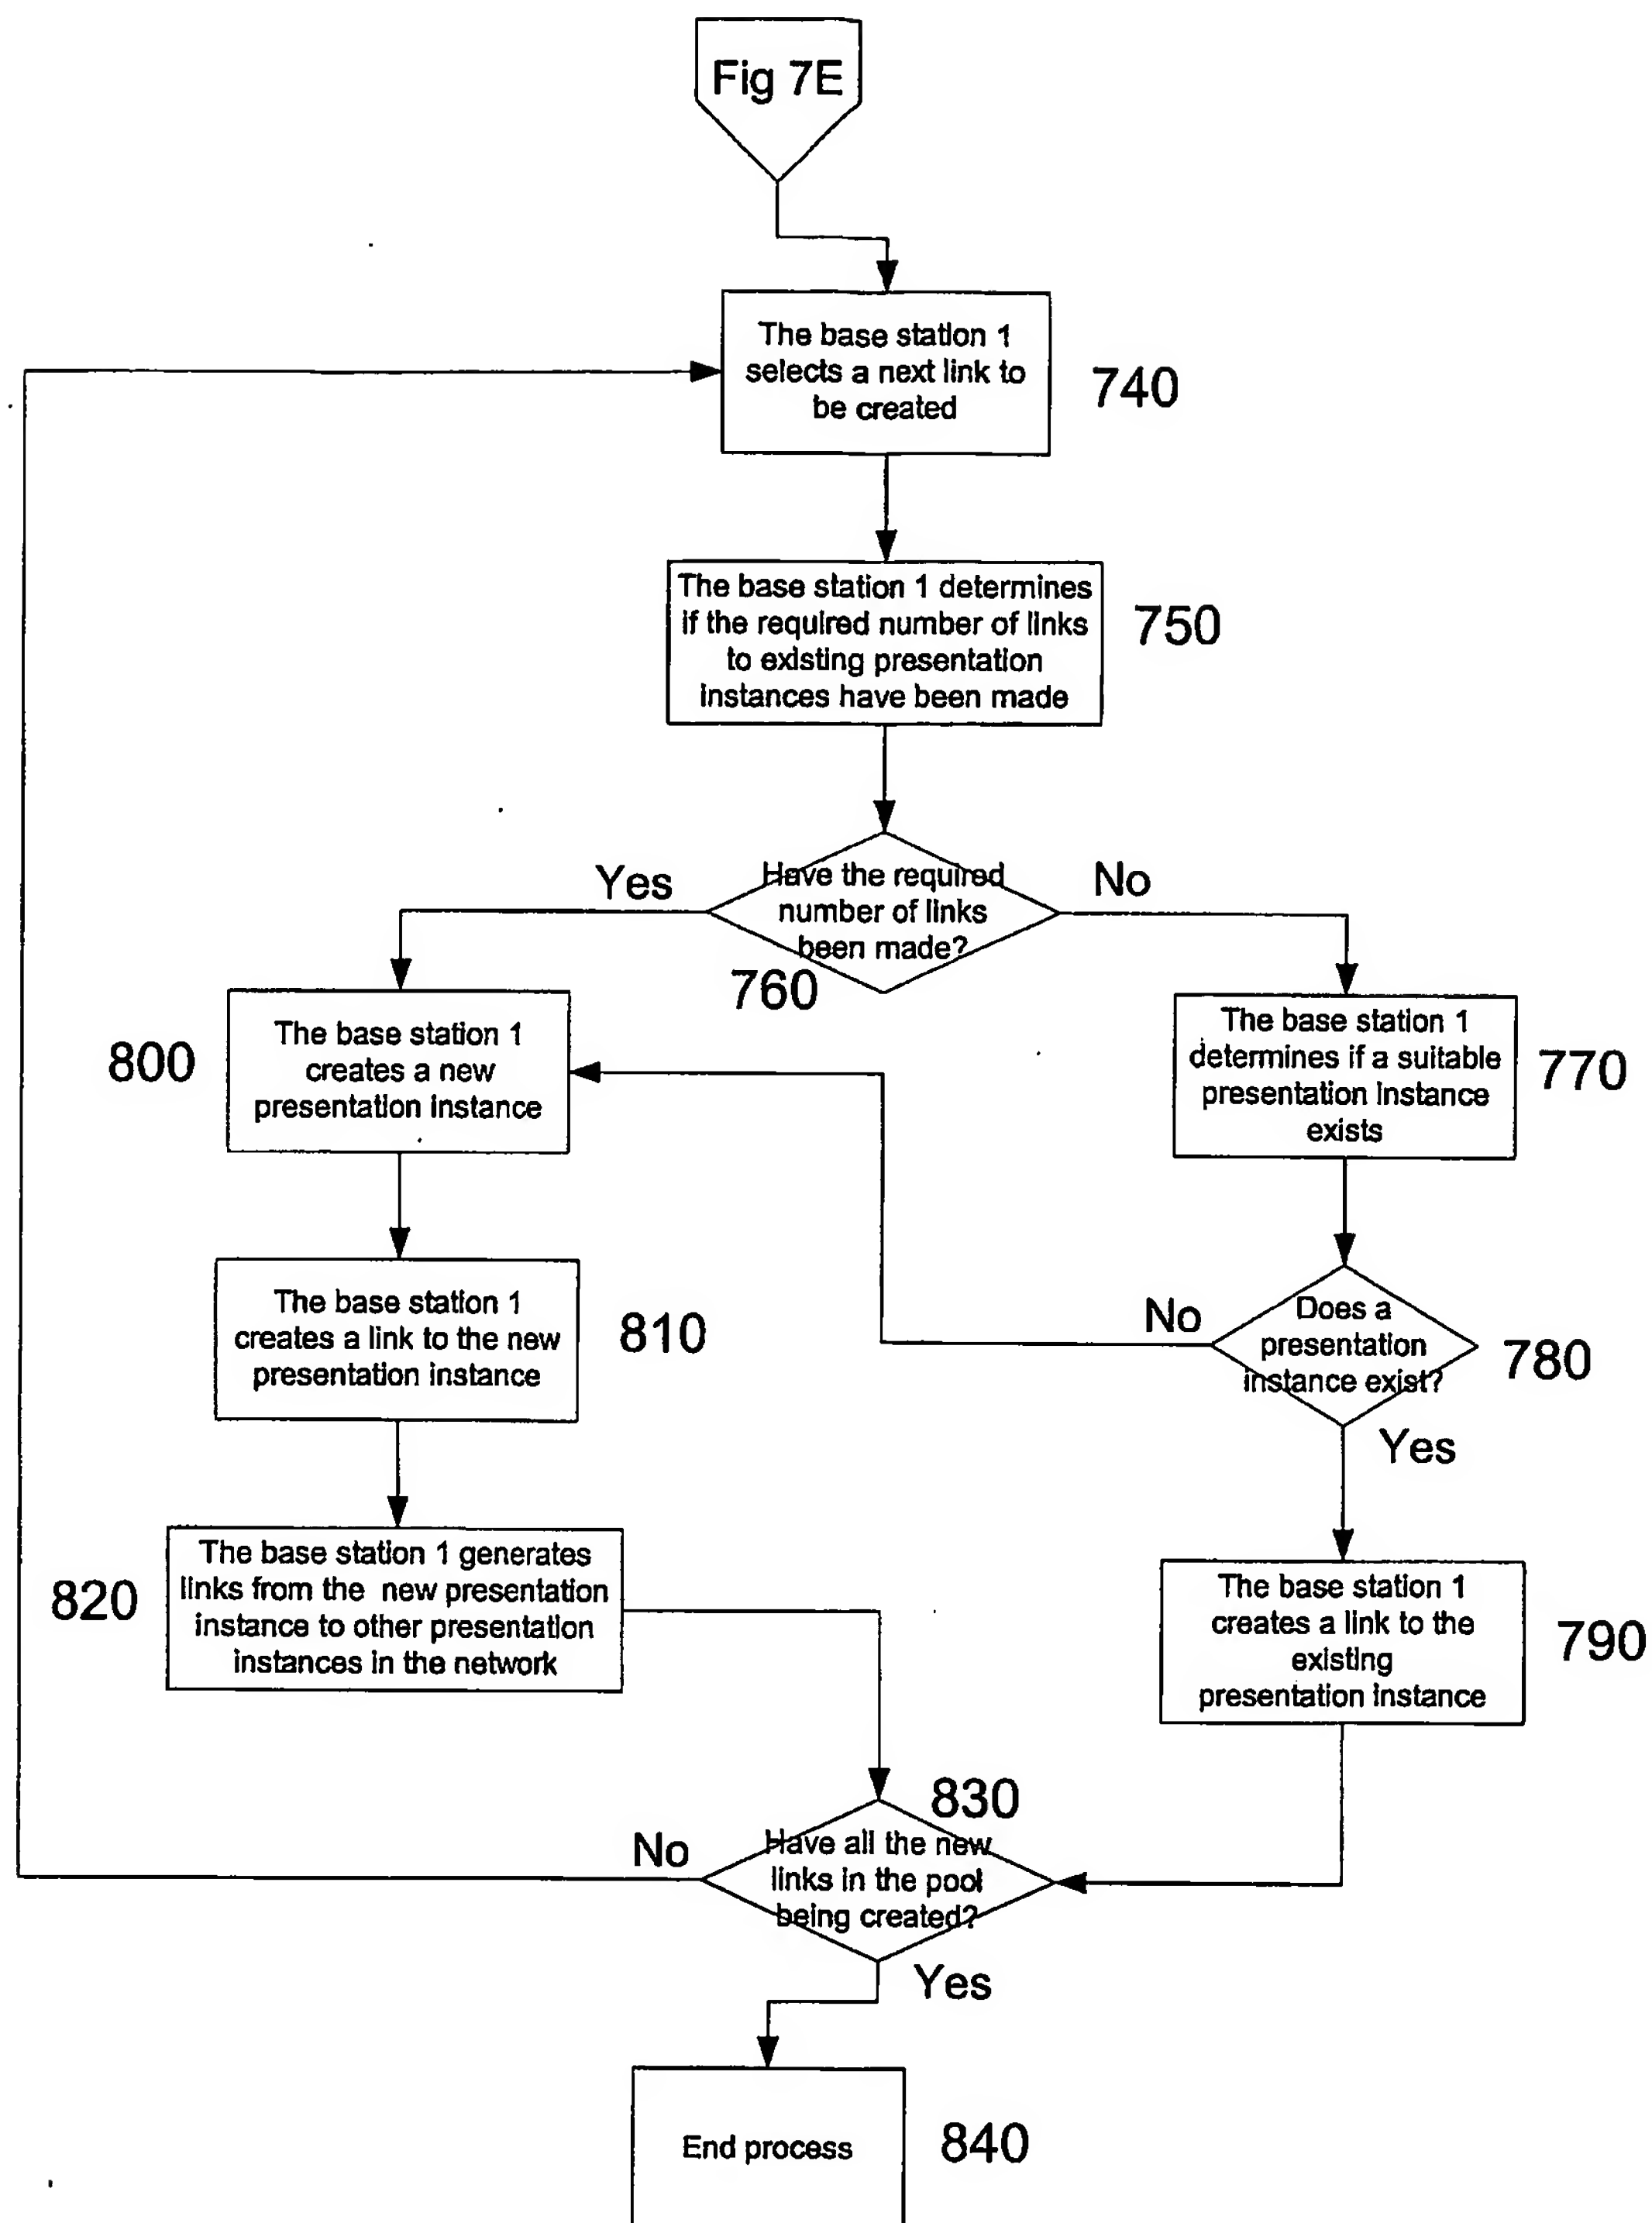 Fig 7E
The base station 1
selects a next link to
be created
740
The base station 1 determines
if the required number of links
to existing presentation
instances have been made
750
Yes
Have the required
number of links
been made?
No
760
800
The base station 1
creates a new
presentation instance
The base station 1
determines if a suitable
presentation instance
exists
770
The base station 1
creates a link to the new
presentation instance
810
No
Does a
presentation
instance exist?
780
Yes
820
The base station 1 generates
links from the new presentation
instance to other presentation
instances in the network
The base station 1
creates a link to the
existing
presentation instance
790
830
No
Have all the new
links in the pool
being created?
Yes
End process
840